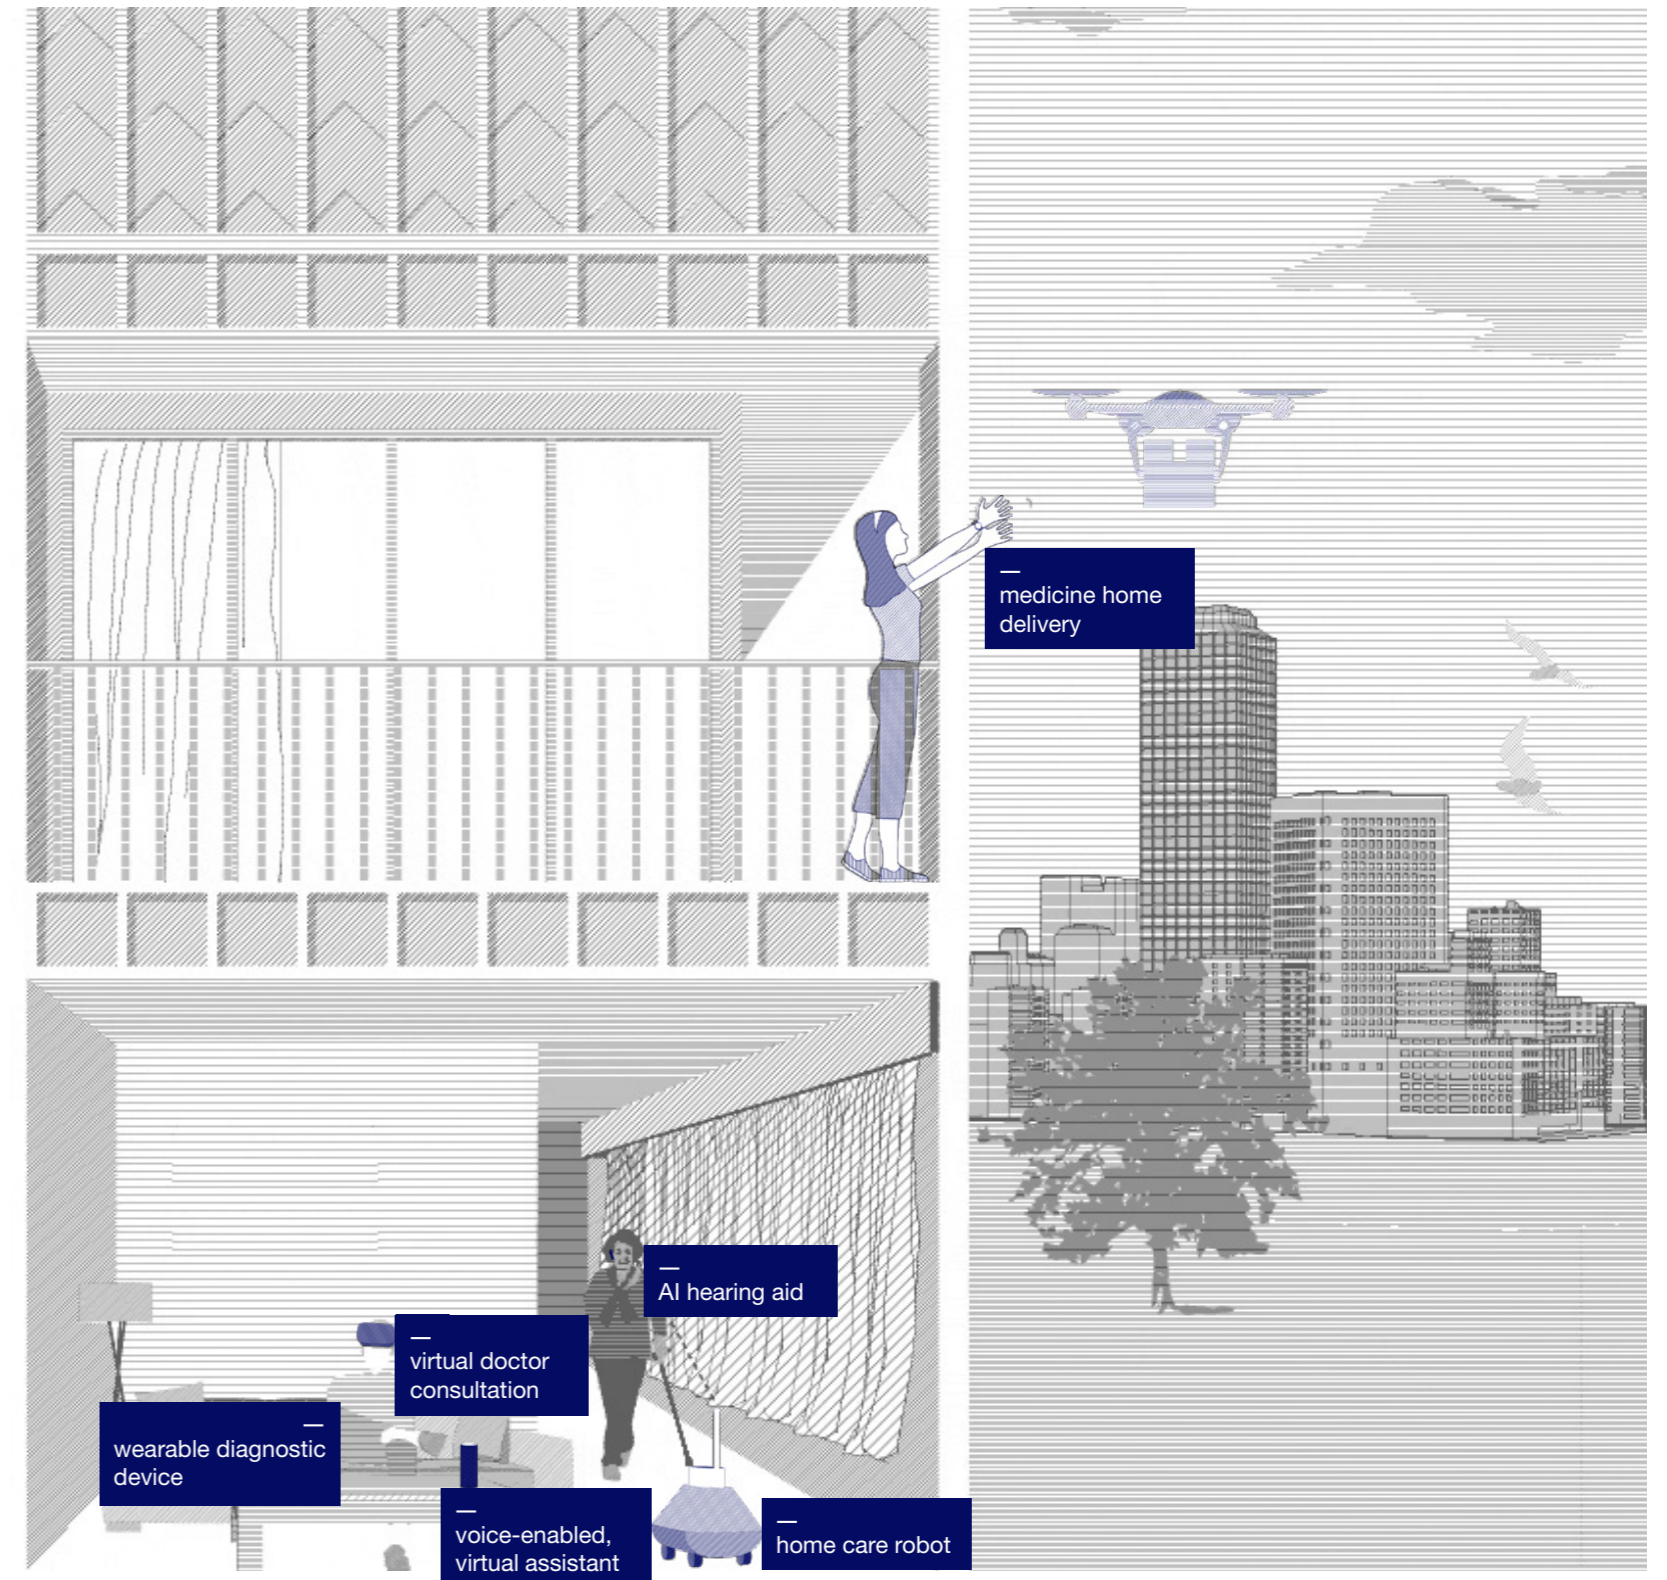 —
medicine home
delivery
—
AI hearing aid
—
virtual doctor
consultation
—
wearable diagnostic
device
—
voice-enabled,
virtual assistant
—
home care robot